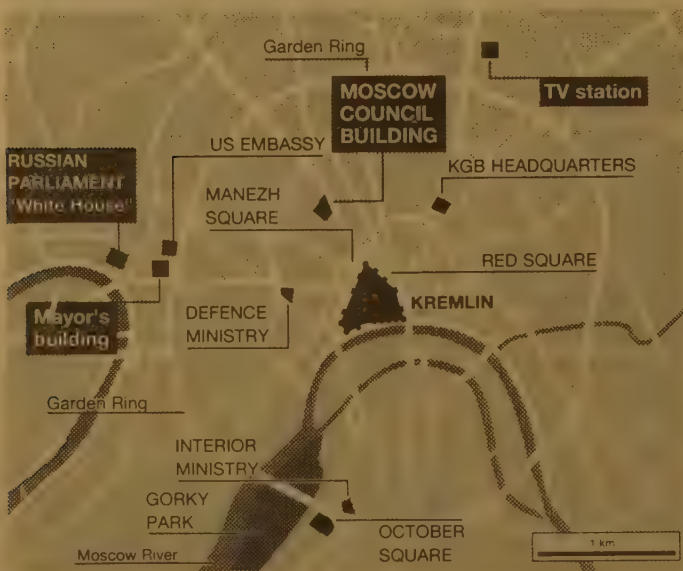 Garden Ring
MOSCOW
COUNCIL
BUILDING
TV station
US EMBASSY
RUSSIAN
PARLIAMENT
"White House"
KGB HEADQUARTERS
MANEZH
SQUARE
RED SQUARE
KREMLIN
DEFENCE
MINISTRY
Mayor's
building
Garden Ring
INTERIOR
MINISTRY
GORKY
PARK
OCTOBER
SQUARE
Moscow River
1 km